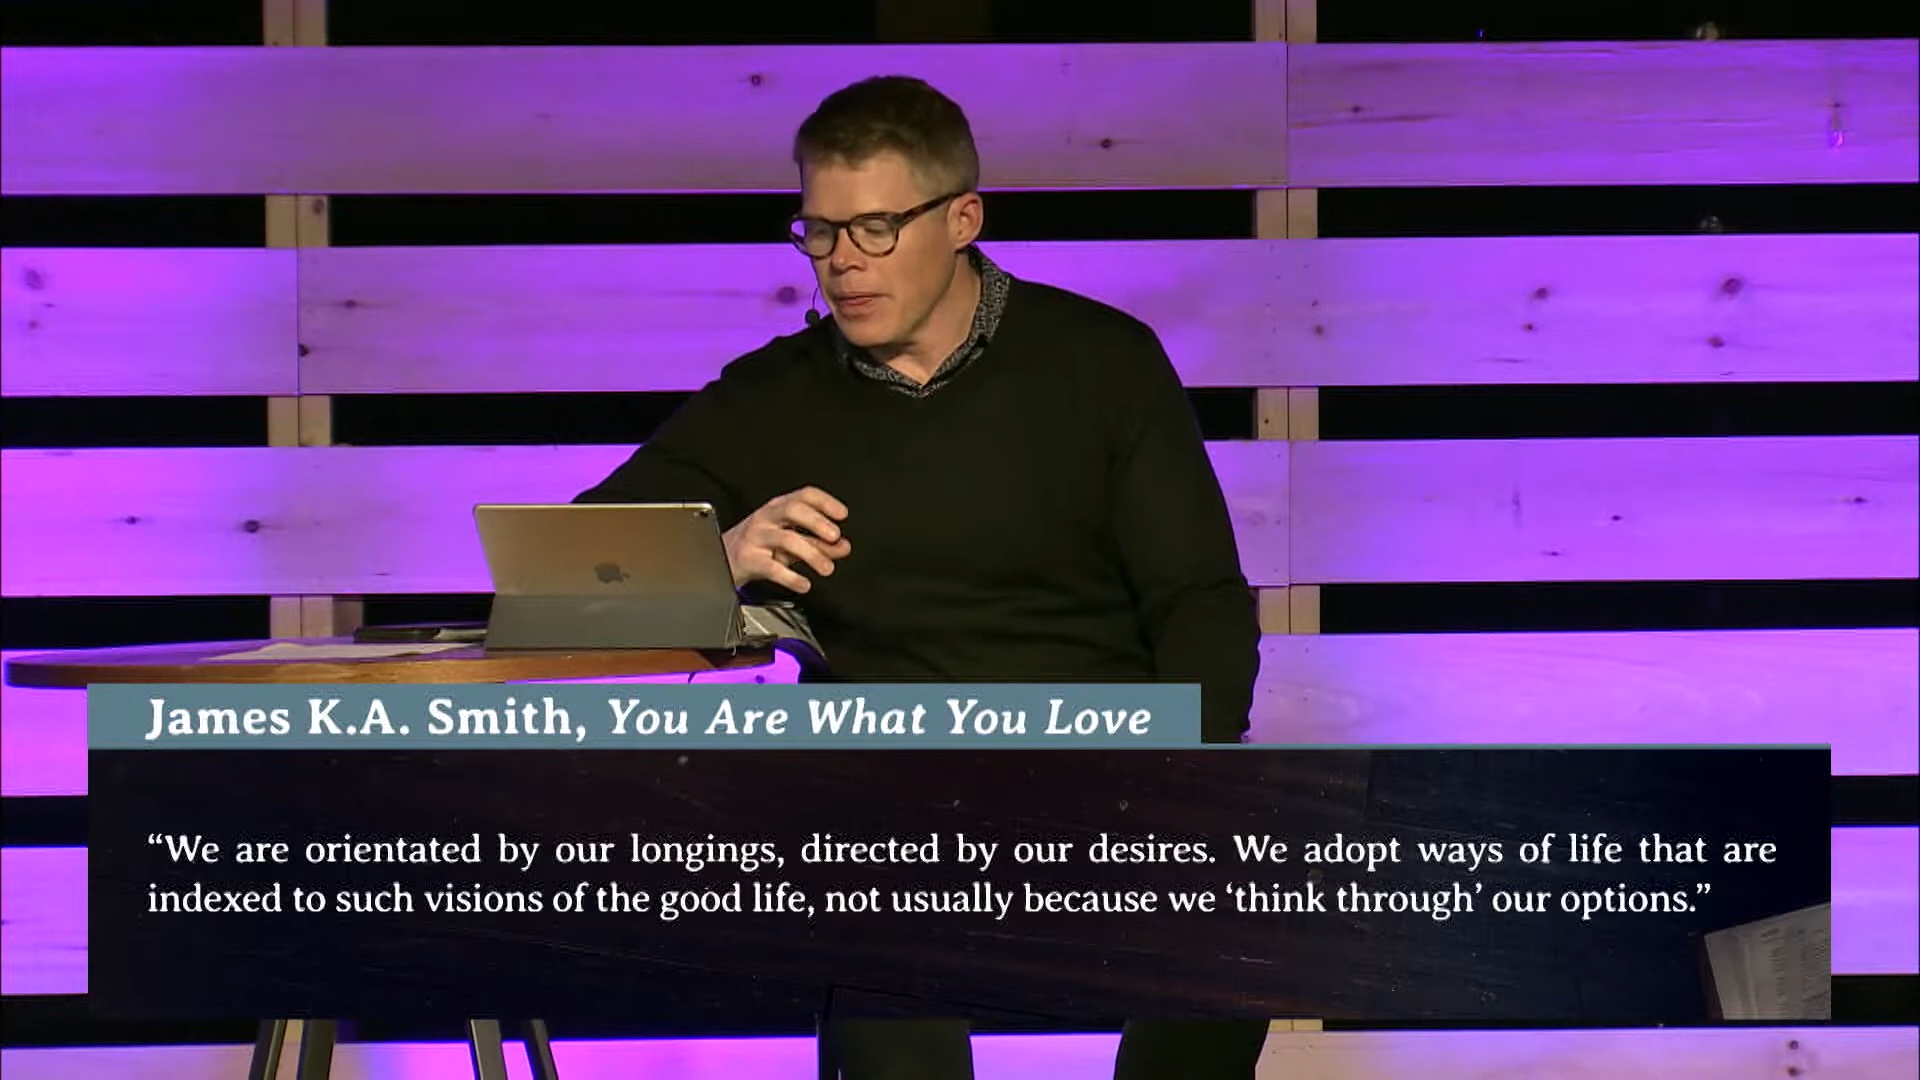 James K.A. Smith, You Are What You Love
“We are orientated by our longings, directed by our desires. We adopt ways of life that are
indexed to such visions of the good life, not usually because we ‘think through’ our options.”